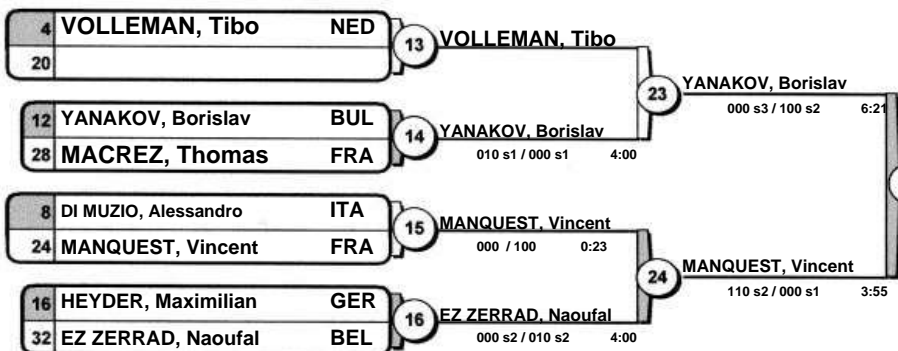 4 VOLLEMAN, Tibo NED
20
12 YANAKOV, Borislav BUL
28 MACREZ, Thomas FRA
8 DI MUZIO, Alessandro ITA
24 MANQUEST, Vincent FRA
16 HEYDER, Maximilian GER
32 EZ ZERRAD, Naoufal BEL
13 VOLLEMAN, Tibo
14 YANAKOV, Borislav
010 s1 / 000 s1 4:00
15 MANQUEST, Vincent
000 / 100 0:23
16 EZ ZERRAD, Naoufal
000 s2 / 010 s2 4:00
23 YANAKOV, Borislav
000 s3 / 100 s2 6:21
24 MANQUEST, Vincent
110 s2 / 000 s1 3:55